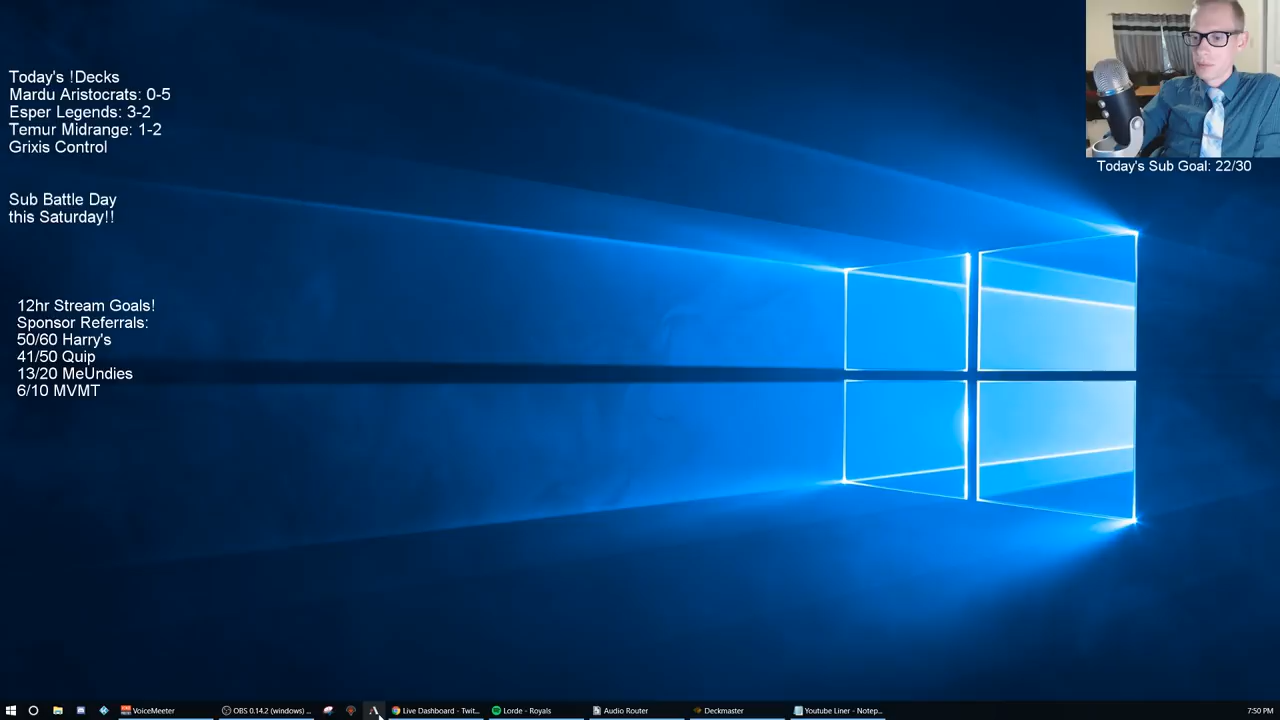 Today's !Decks
Mardu Aristocrats: 0-5
Esper Legends: 3-2
Temur Midrange: 1-2
Grixis Control
Sub Battle Day
this Saturday!!
12hr Stream Goals!
Sponsor Referrals:
50/60 Harry's
41/50 Quip
13/20 MeUndies
6/10 MVMT
Today's Sub Goal: 22/30
VoiceMeeter
OBS 0.14.2 (windows) ...
Live Dashboard - Twit...
Lorde - Royals
Audio Router
Deckmaster
Youtube Liner - Notep...
7:50 PM